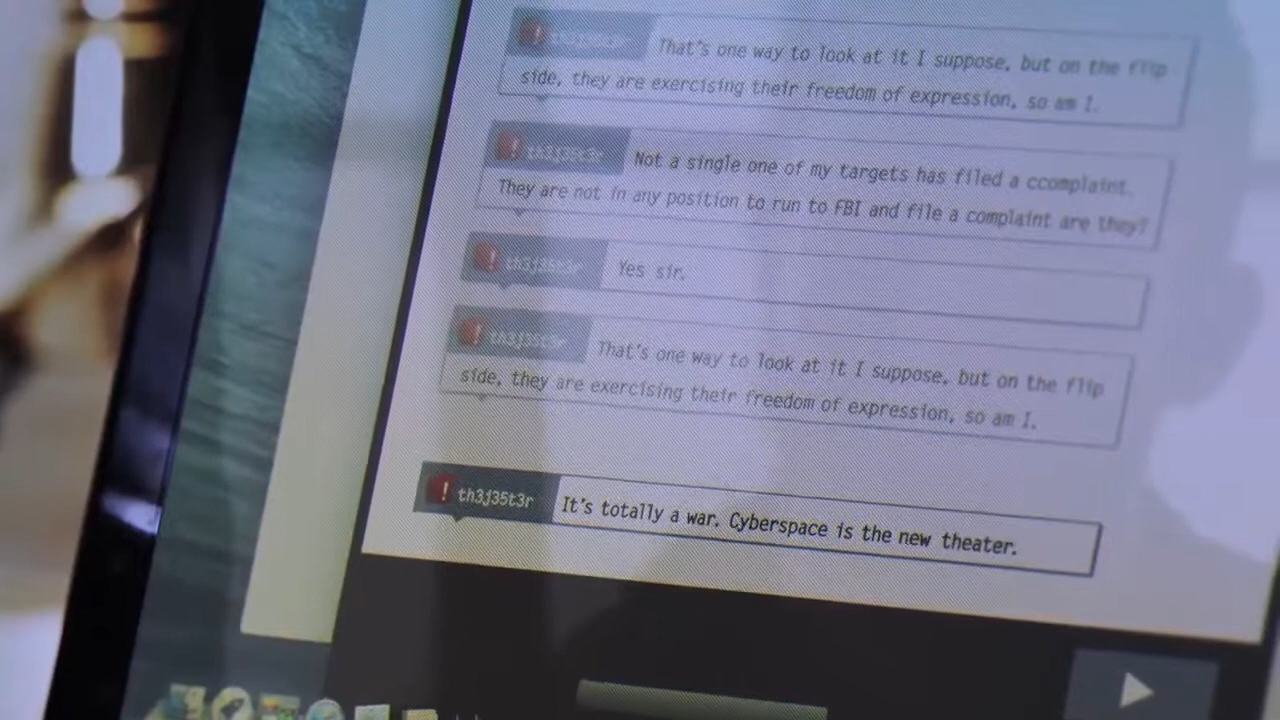 th3j35t3r That's one way to look at it I suppose, but on the flip
side, they are exercising their freedom of expression, so am I.
th3j35t3r Not a single one of my targets has filed a ccomplaint.
They are not in any position to run to FBI and file a complaint are they?
th3j35t3r Yes sir.
th3j35t3r That's one way to look at it I suppose, but on the flip
side, they are exercising their freedom of expression, so am I.
th3j35t3r It's totally a war. Cyberspace is the new theater.